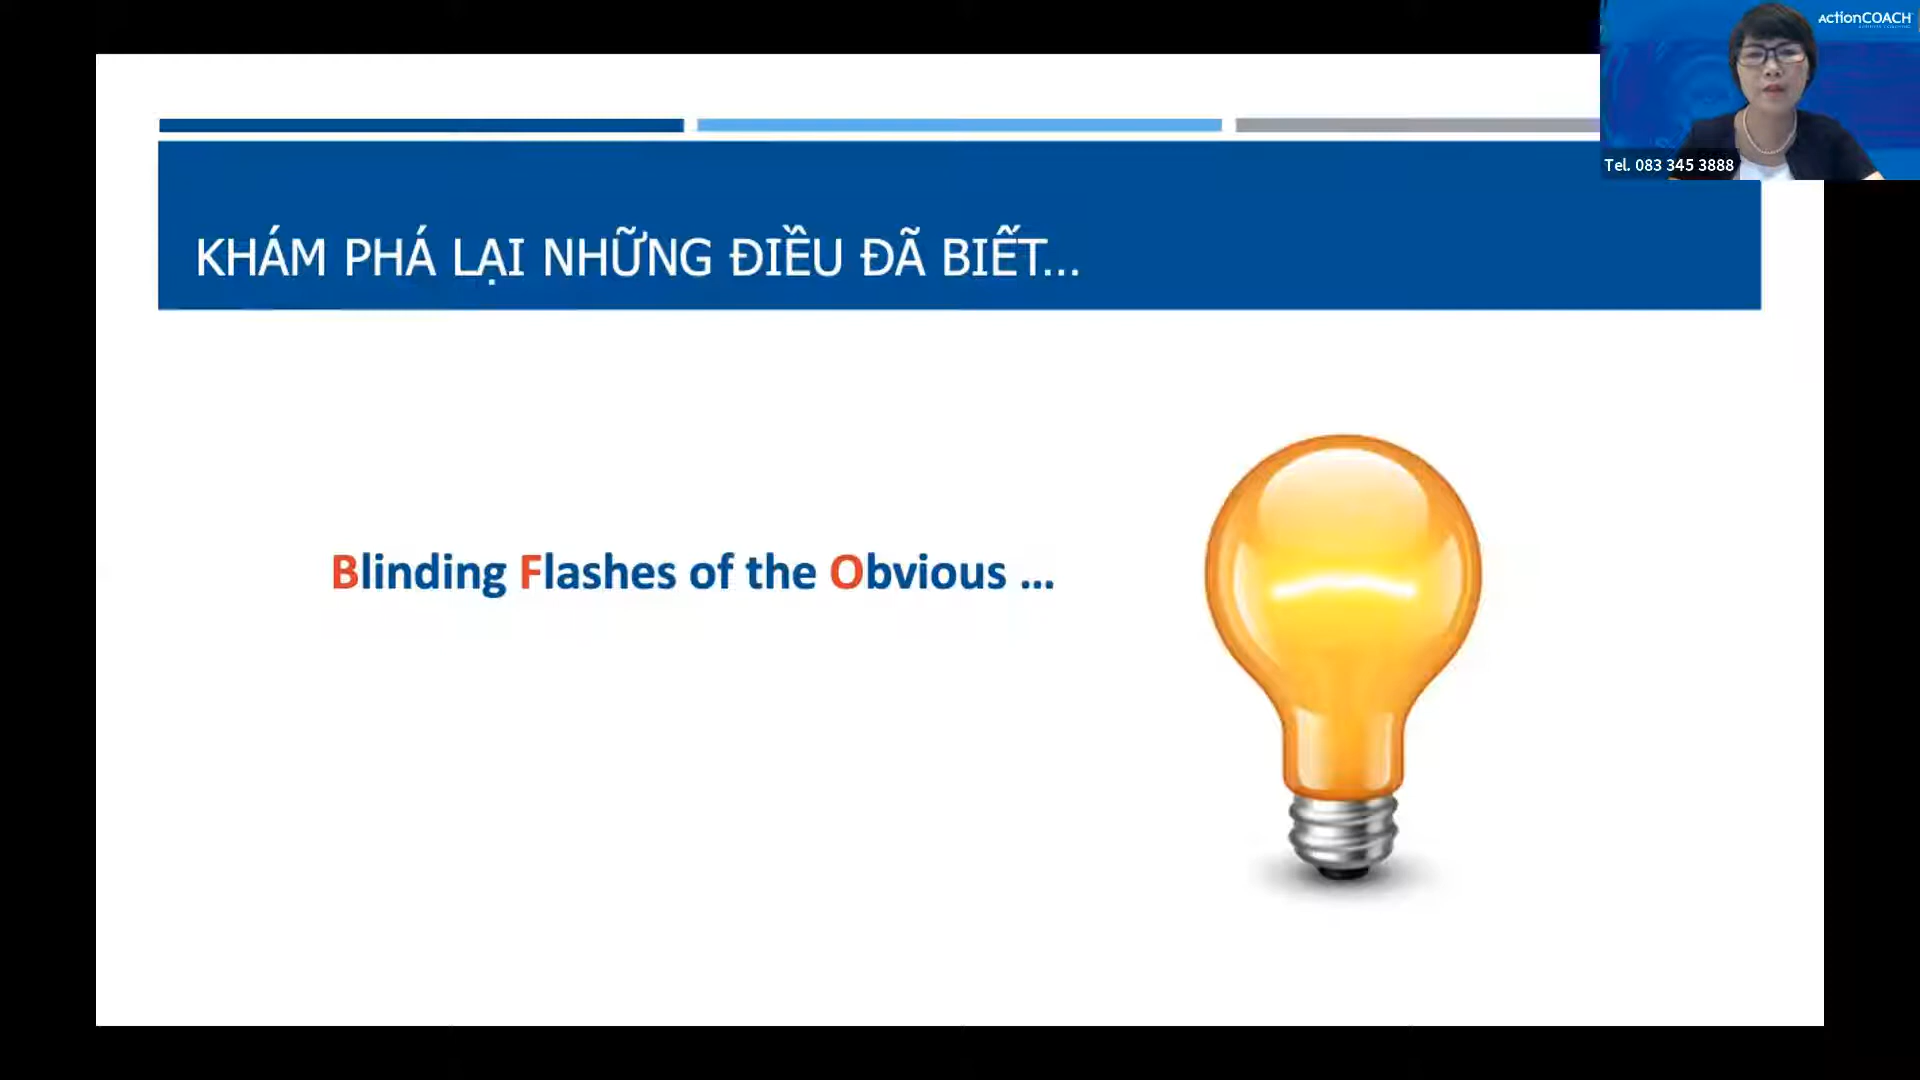 ActionCOACH
Tel. 083 345 3888
KHÁM PHÁ LẠI NHỮNG ĐIỀU ĐÃ BIẾT...
Blinding Flashes of the Obvious ...